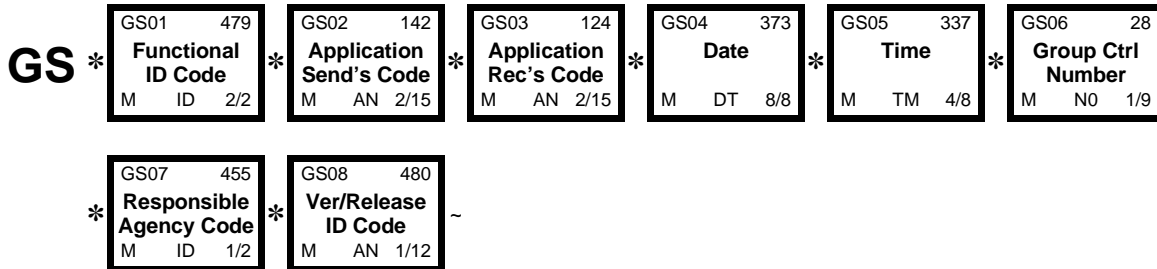 GS * GS01 479 * GS02 142 * GS03 124 * GS04 373 * GS05 337 * GS06 28
Functional Application Application Date Time Group Ctrl
ID Code Send's Code Rec's Code Number
M ID 2/2 M AN 2/15 M AN 2/15 M DT 8/8 M TM 4/8 M N0 1/9
* GS07 455 * GS08 480 ~
Responsible Ver/Release
Agency Code ID Code
M ID 1/2 M AN 1/12